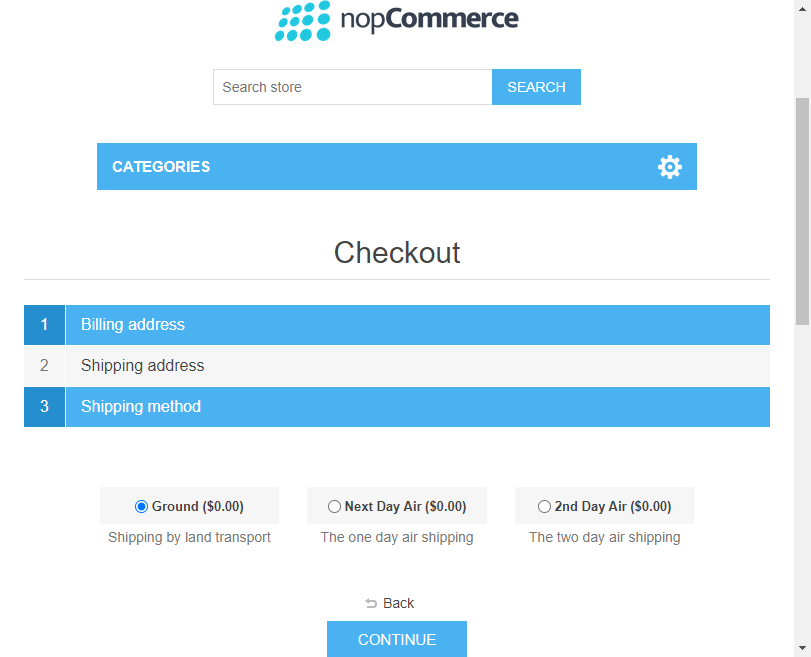 nopCommerce
Search store
SEARCH
CATEGORIES
Checkout
1 Billing address
2 Shipping address
3 Shipping method
Ground ($0.00) Next Day Air ($0.00) 2nd Day Air ($0.00)
Shipping by land transport The one day air shipping The two day air shipping
Back
CONTINUE